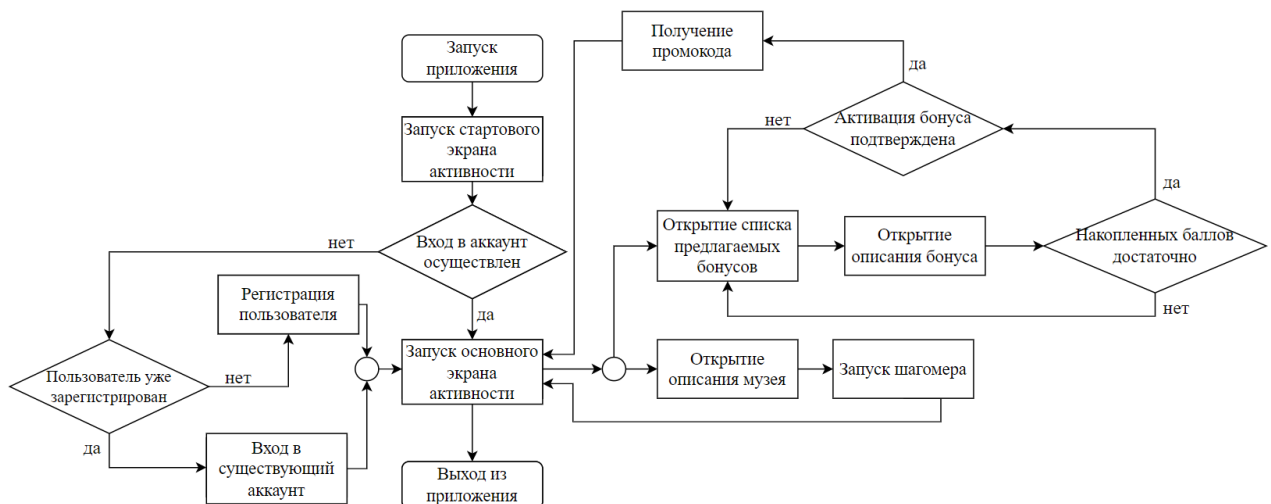 Запуск
приложения
Запуск стартового
экрана
активности
Вход в аккаунт
осуществлен
нет
да
Пользователь уже
зарегистрирован
нет
да
Регистрация
пользователя
Вход в
существующий
аккаунт
Запуск основного
экрана
активности
Выход из
приложения
Открытие списка
предлагаемых
бонусов
Открытие
описания бонуса
Накопленных баллов
достаточно
да
нет
Активация бонуса
подтверждена
нет
да
Получение
промокода
Открытие
описания музея
Запуск шагомера